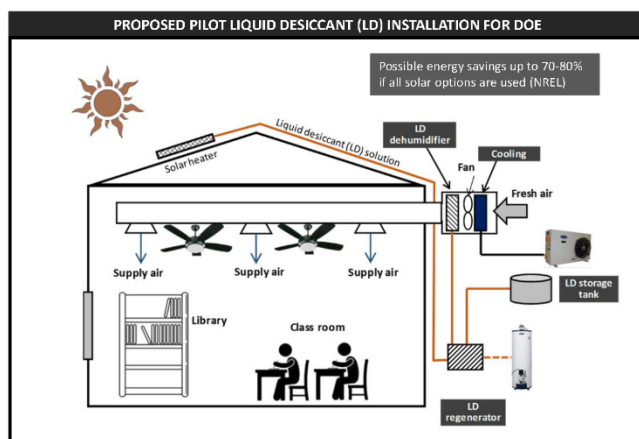 PROPOSED PILOT LIQUID DESICCANT (LD) INSTALLATION FOR DOE
Possible energy savings up to 70-80%
if all solar options are used (NREL)
Liquid desiccant (LD) solution
Solar heater
LD
dehumidifier
Fan
Cooling
Fresh air
Supply air
Supply air
Supply air
LD storage
tank
Library
Class room
LD
regenerator